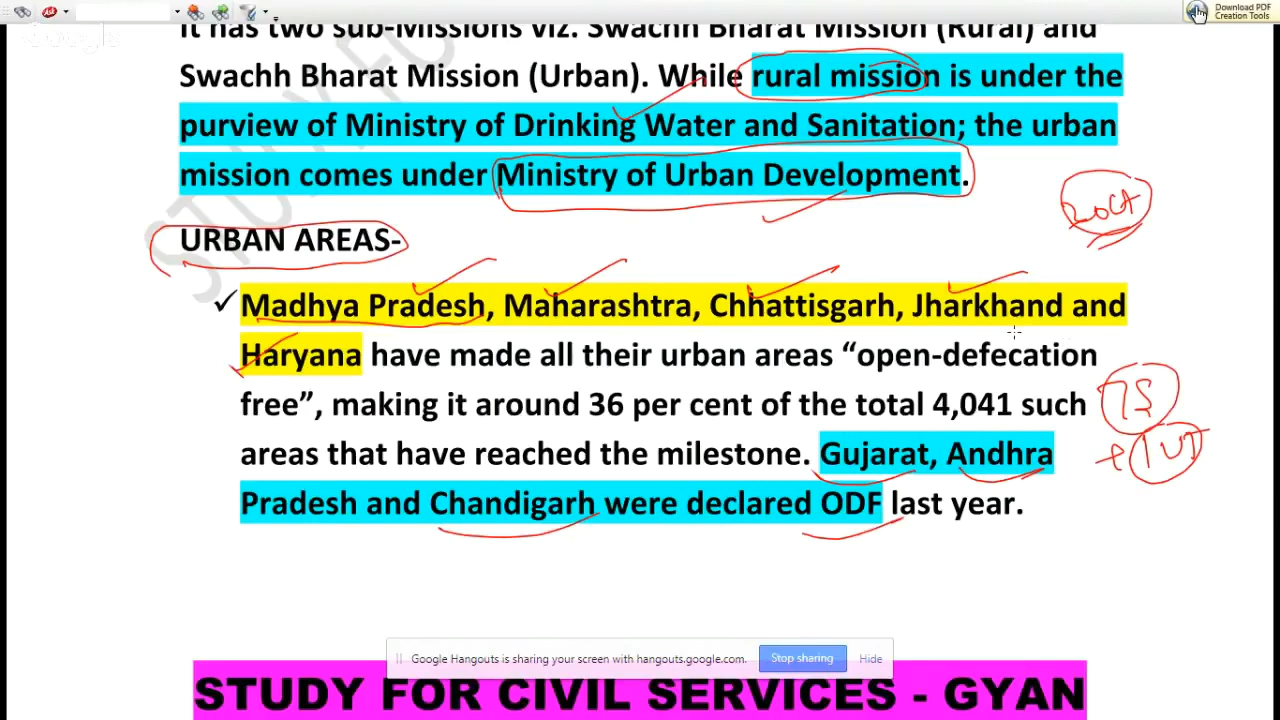 Ask
Download PDF
Creation Tools
Google
It has two sub-Missions viz. Swachh Bharat Mission (Rural) and
Swachh Bharat Mission (Urban). While rural mission is under the
purview of Ministry of Drinking Water and Sanitation; the urban
mission comes under Ministry of Urban Development.
2OCT
URBAN AREAS-
✓ Madhya Pradesh, Maharashtra, Chhattisgarh, Jharkhand and
Haryana have made all their urban areas “open-defecation
free”, making it around 36 per cent of the total 4,041 such
7S
areas that have reached the milestone. Gujarat, Andhra
+ 1UT
Pradesh and Chandigarh were declared ODF last year.
Google Hangouts is sharing your screen with hangouts.google.com.
Stop sharing
Hide
STUDY FOR CIVIL SERVICES - GYAN